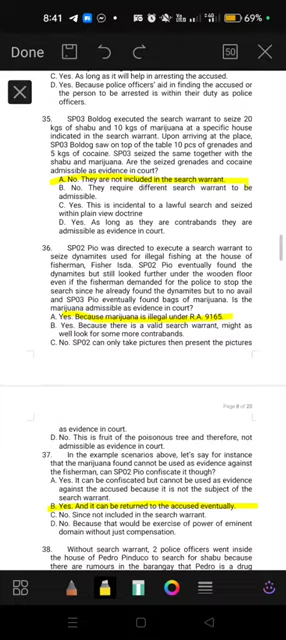 8:41
69%
Done
50
C. Yes. As long as it will help in arresting the accused.
D. Yes. Because police officers' aid in finding the accused or
the person to be arrested is within their duty as police
officers.
35. SP03 Boldog executed the search warrant to seize 20
kgs of shabu and 10 kgs of marijuana at a specific house
indicated in the search warrant. Upon arriving at the place,
SPO3 Boldog saw on top of the table 10 pcs of grenades and
5 kgs of cocaine. SP03 seized the same together with the
shabu and marijuana. Are the seized grenades and cocaine
admissible as evidence in court?
A. No. They are not included in the search warrant.
B. No. They require different search warrant to be
admissible.
C. Yes. This is incidental to a lawful search and seized
within plain view doctrine
D. Yes. As long as they are contrabands they are
admissible as evidence in court.
36. SP02 Pio was directed to execute a search warrant to
seize dynamites used for illegal fishing at the house of
fisherman, Fisher Isda. SP02 Pio eventually found the
dynamites but still looked further under the wooden floor
even if the fisherman demanded for the police to stop the
search since he already found the dynamites but to no avail
and SP03 Pio eventually found bags of marijuana. Is the
marijuana admissible as evidence in court?
A. Yes. Because marijuana is illegal under R.A. 9165.
B. Yes. Because there is a valid search warrant, might as
well look for some more contrabands.
C. No. SP02 can only take pictures then present the pictures
Page 8 of 25
as evidence in court.
D. No. This is fruit of the poisonous tree and therefore, not
admissible as evidence in court.
37. In the example scenarios above, let's say for instance
that the marijuana found cannot be used as evidence against
the fisherman, can SP02 Pio confiscate it though?
A. Yes. It can be confiscated but cannot be used as evidence
against the accused because it is not the subject of the
search warrant.
B. Yes. And it can be returned to the accused eventually.
C. No. Since not included in the search warrant.
D. No. Because that would be exercise of power of eminent
domain without just compensation.
38. Without search warrant, 2 police officers went inside
the house of Pedro Pinduco to search for shabu because
there are rumours in the barangay that Pedro is a drug